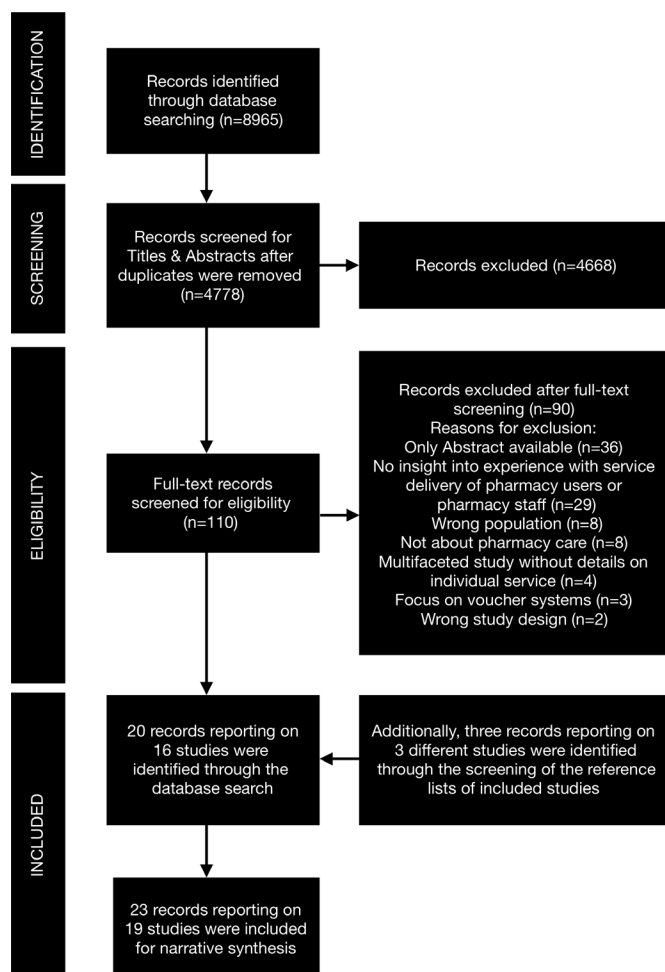 IDENTIFICATION
Records identified
through database
searching (n=8965)
SCREENING
Records screened for
Titles & Abstracts after
duplicates were removed
(n=4778)
Records excluded (n=4668)
ELIGIBILITY
Full-text records
screened for eligibility
(n=110)
Records excluded after full-text
screening (n=90)
Reasons for exclusion:
Only Abstract available (n=36)
No insight into experience with service
delivery of pharmacy users or
pharmacy staff (n=29)
Wrong population (n=8)
Not about pharmacy care (n=8)
Multifaceted study without details on
individual service (n=4)
Focus on voucher systems (n=3)
Wrong study design (n=2)
INCLUDED
20 records reporting on
16 studies were
identified through the
database search
Additionally, three records reporting on
3 different studies were identified
through the screening of the reference
lists of included studies
23 records reporting on
19 studies were included
for narrative synthesis